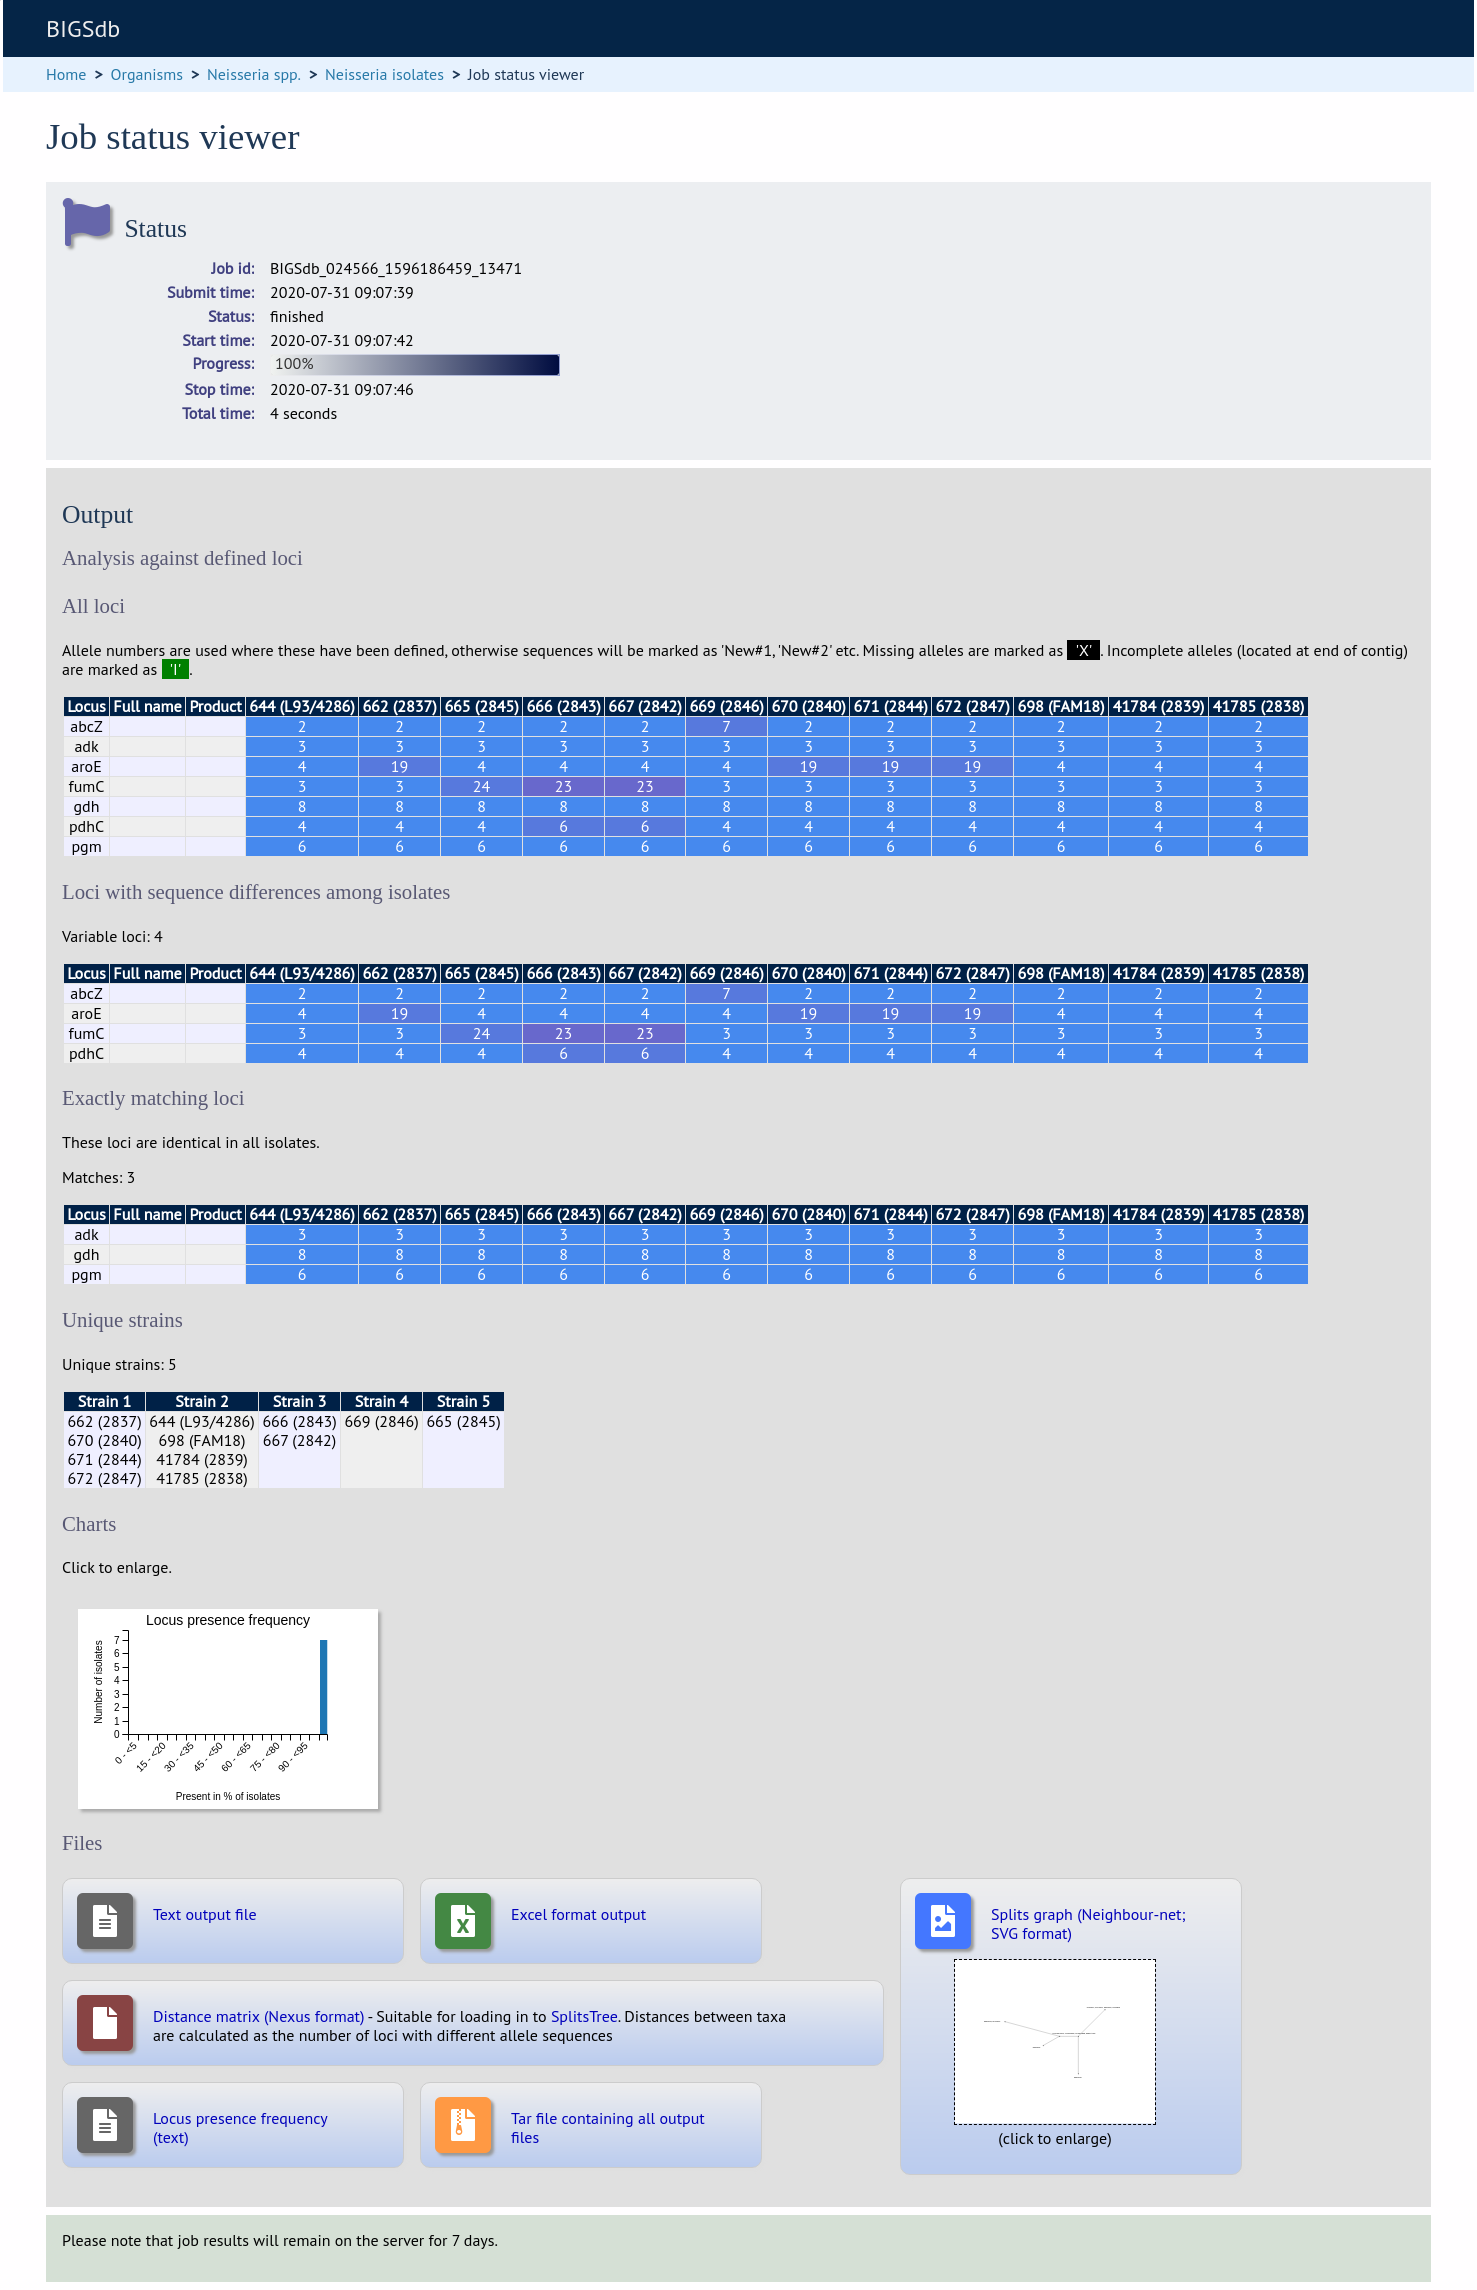 BIGSdb
Home > Organisms > Neisseria spp. > Neisseria isolates > Job status viewer
Job status viewer
Status
Job id: BIGSdb_024566_1596186459_13471
Submit time: 2020-07-31 09:07:39
Status: finished
Start time: 2020-07-31 09:07:42
Progress: 100%
Stop time: 2020-07-31 09:07:46
Total time: 4 seconds
Output
Analysis against defined loci
All loci
Allele numbers are used where these have been defined, otherwise sequences will be marked as 'New#1, 'New#2' etc. Missing alleles are marked as 'X'. Incomplete alleles (located at end of contig)
are marked as 'I'.
Locus Full name Product 644 (L93/4286) 662 (2837) 665 (2845) 666 (2843) 667 (2842) 669 (2846) 670 (2840) 671 (2844) 672 (2847) 698 (FAM18) 41784 (2839) 41785 (2838)
abcZ 2 2 2 2 2 7 2 2 2 2 2 2
adk 3 3 3 3 3 3 3 3 3 3 3 3
aroE 4 19 4 4 4 4 19 19 19 4 4 4
fumC 3 3 24 23 23 3 3 3 3 3 3 3
gdh 8 8 8 8 8 8 8 8 8 8 8 8
pdhC 4 4 4 6 6 4 4 4 4 4 4 4
pgm 6 6 6 6 6 6 6 6 6 6 6 6
Loci with sequence differences among isolates
Variable loci: 4
Locus Full name Product 644 (L93/4286) 662 (2837) 665 (2845) 666 (2843) 667 (2842) 669 (2846) 670 (2840) 671 (2844) 672 (2847) 698 (FAM18) 41784 (2839) 41785 (2838)
abcZ 2 2 2 2 2 7 2 2 2 2 2 2
aroE 4 19 4 4 4 4 19 19 19 4 4 4
fumC 3 3 24 23 23 3 3 3 3 3 3 3
pdhC 4 4 4 6 6 4 4 4 4 4 4 4
Exactly matching loci
These loci are identical in all isolates.
Matches: 3
Locus Full name Product 644 (L93/4286) 662 (2837) 665 (2845) 666 (2843) 667 (2842) 669 (2846) 670 (2840) 671 (2844) 672 (2847) 698 (FAM18) 41784 (2839) 41785 (2838)
adk 3 3 3 3 3 3 3 3 3 3 3 3
gdh 8 8 8 8 8 8 8 8 8 8 8 8
pgm 6 6 6 6 6 6 6 6 6 6 6 6
Unique strains
Unique strains: 5
Strain 1 Strain 2 Strain 3 Strain 4 Strain 5
662 (2837) 644 (L93/4286) 666 (2843) 669 (2846) 665 (2845)
670 (2840) 698 (FAM18) 667 (2842)
671 (2844) 41784 (2839)
672 (2847) 41785 (2838)
Charts
Click to enlarge.
Locus presence frequency
Number of isolates
7
6
5
4
3
2
1
0
0 - <5 15 - <20 30 - <35 45 - <50 60 - <65 75 - <80 90 - <95
Present in % of isolates
Files
Text output file
Excel format output
Splits graph (Neighbour-net;
SVG format)
(click to enlarge)
Distance matrix (Nexus format) - Suitable for loading in to SplitsTree. Distances between taxa
are calculated as the number of loci with different allele sequences
Locus presence frequency
(text)
Tar file containing all output
files
Please note that job results will remain on the server for 7 days.